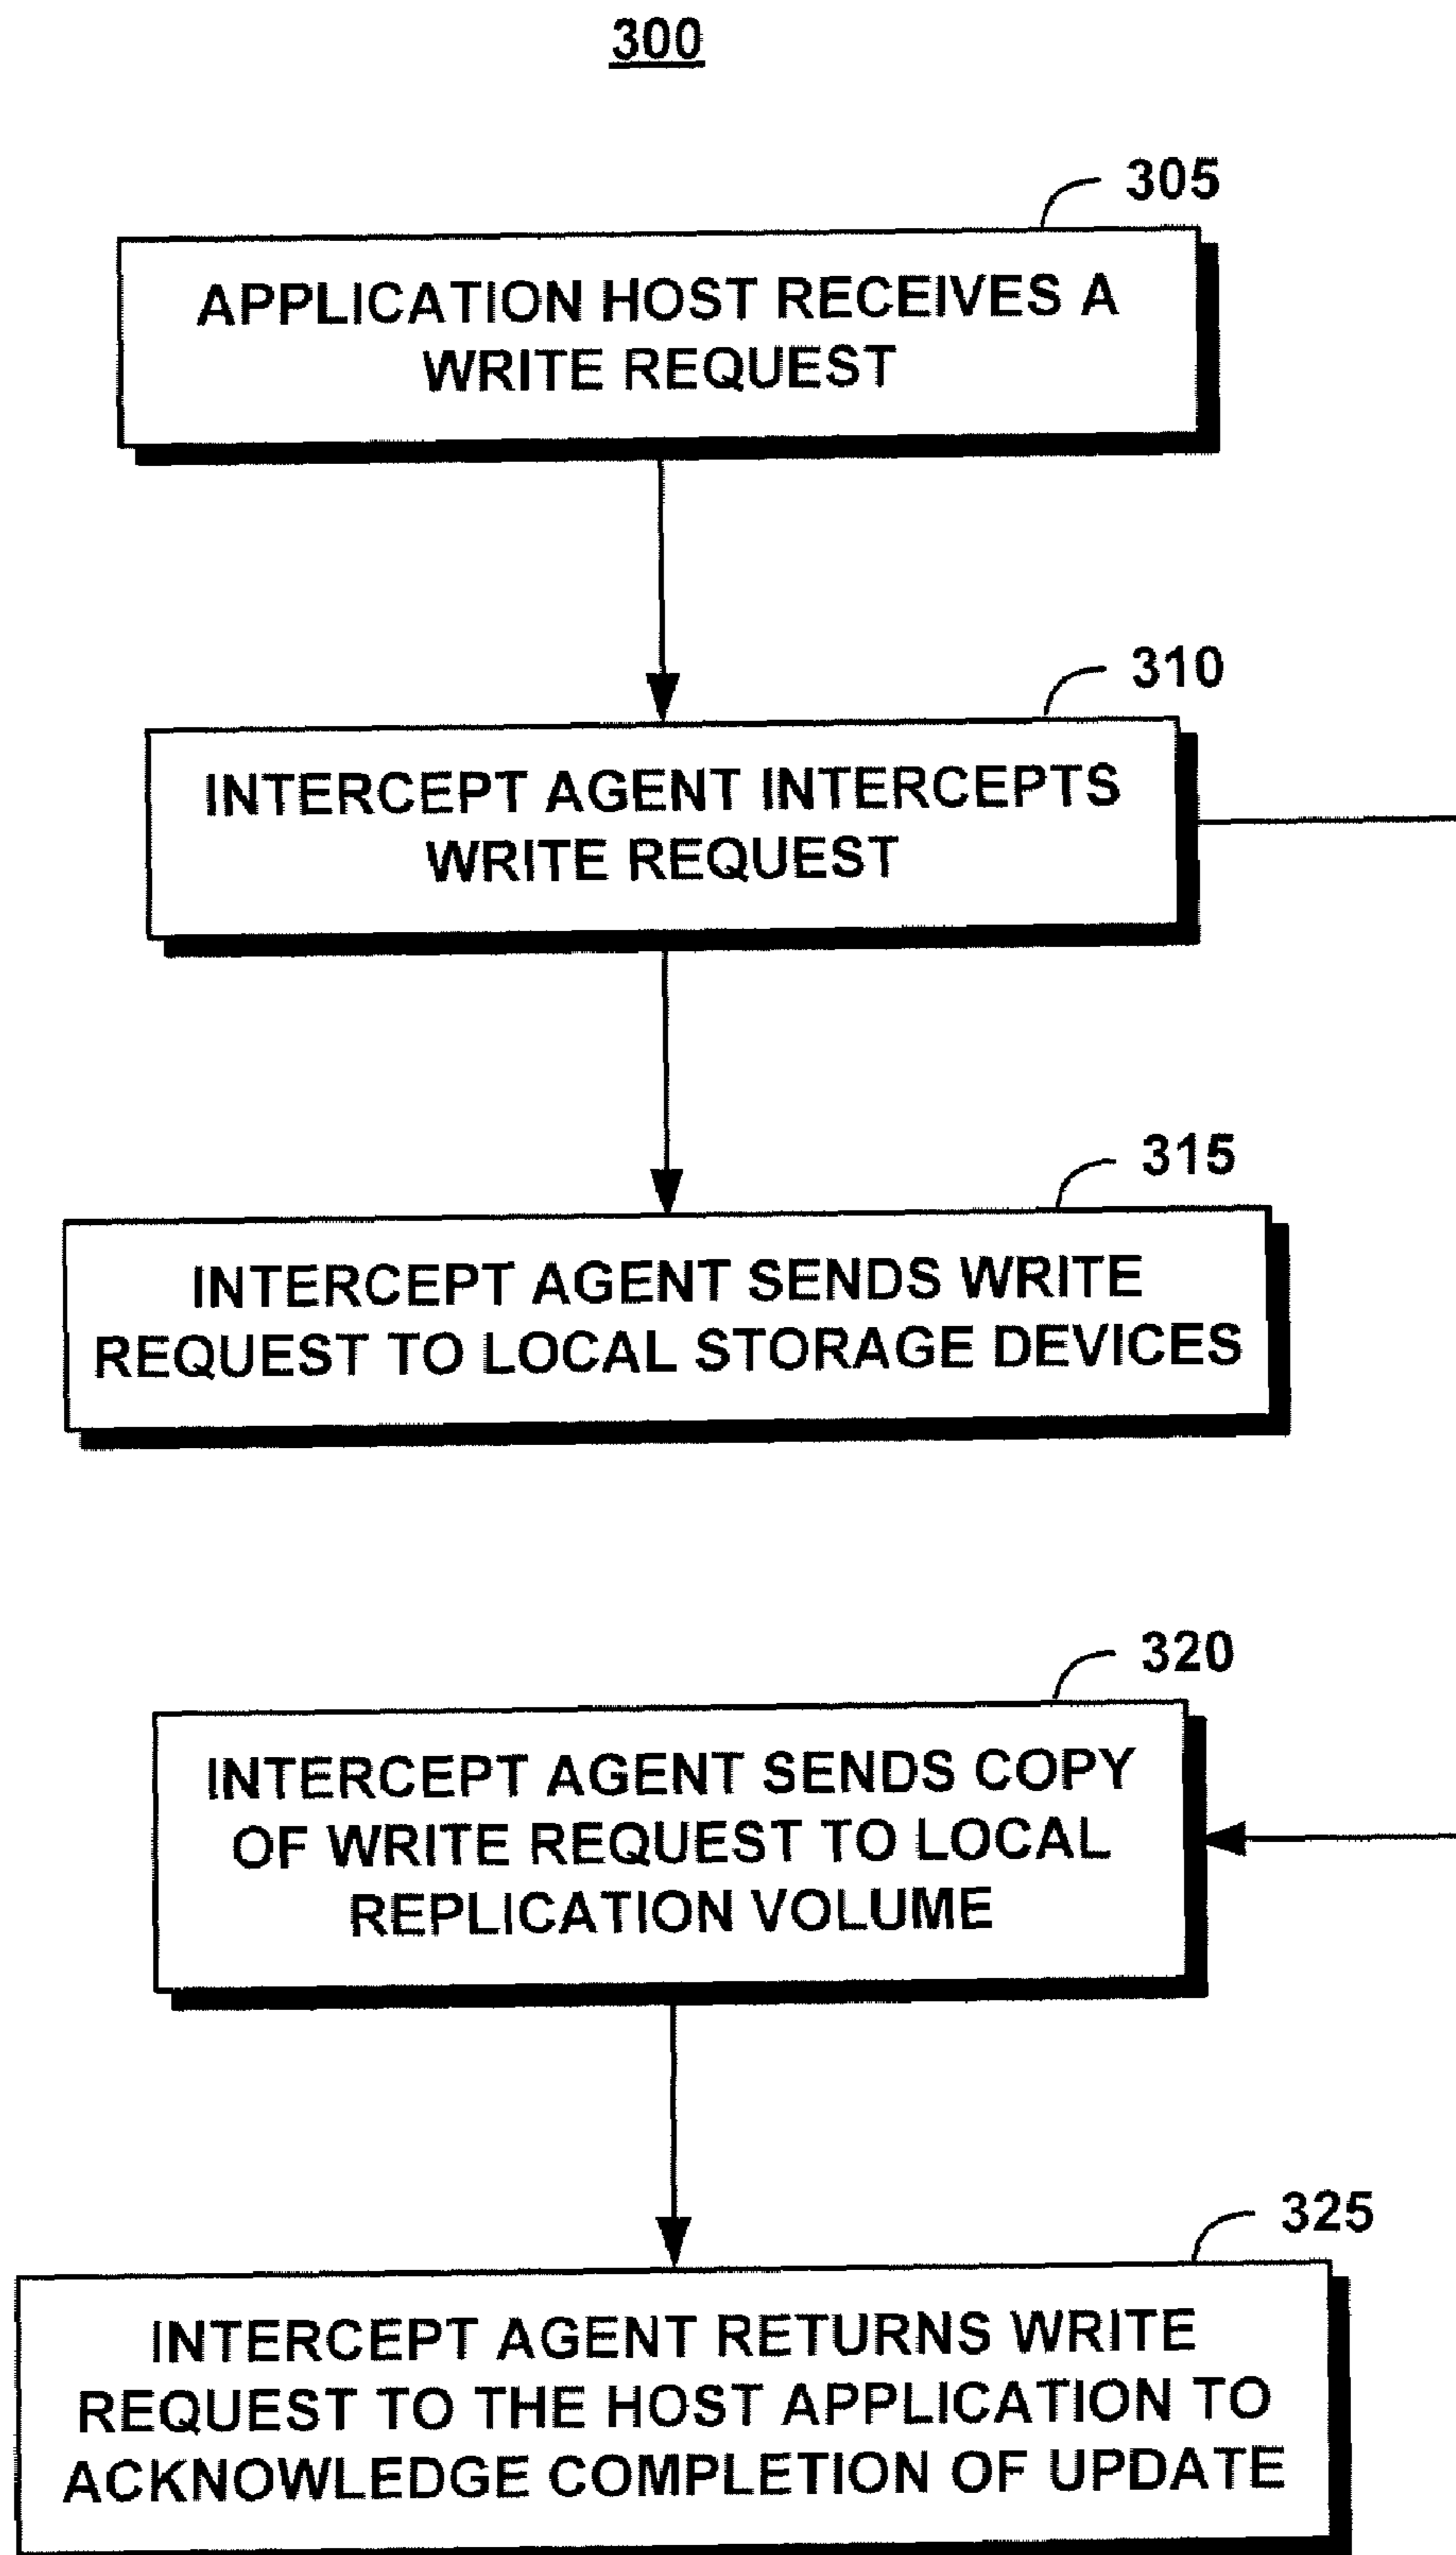 300
305
APPLICATION HOST RECEIVES A
WRITE REQUEST
310
INTERCEPT AGENT INTERCEPTS
WRITE REQUEST
315
INTERCEPT AGENT SENDS WRITE
REQUEST TO LOCAL STORAGE DEVICES
320
INTERCEPT AGENT SENDS COPY
OF WRITE REQUEST TO LOCAL
REPLICATION VOLUME
325
INTERCEPT AGENT RETURNS WRITE
REQUEST TO THE HOST APPLICATION TO
ACKNOWLEDGE COMPLETION OF UPDATE